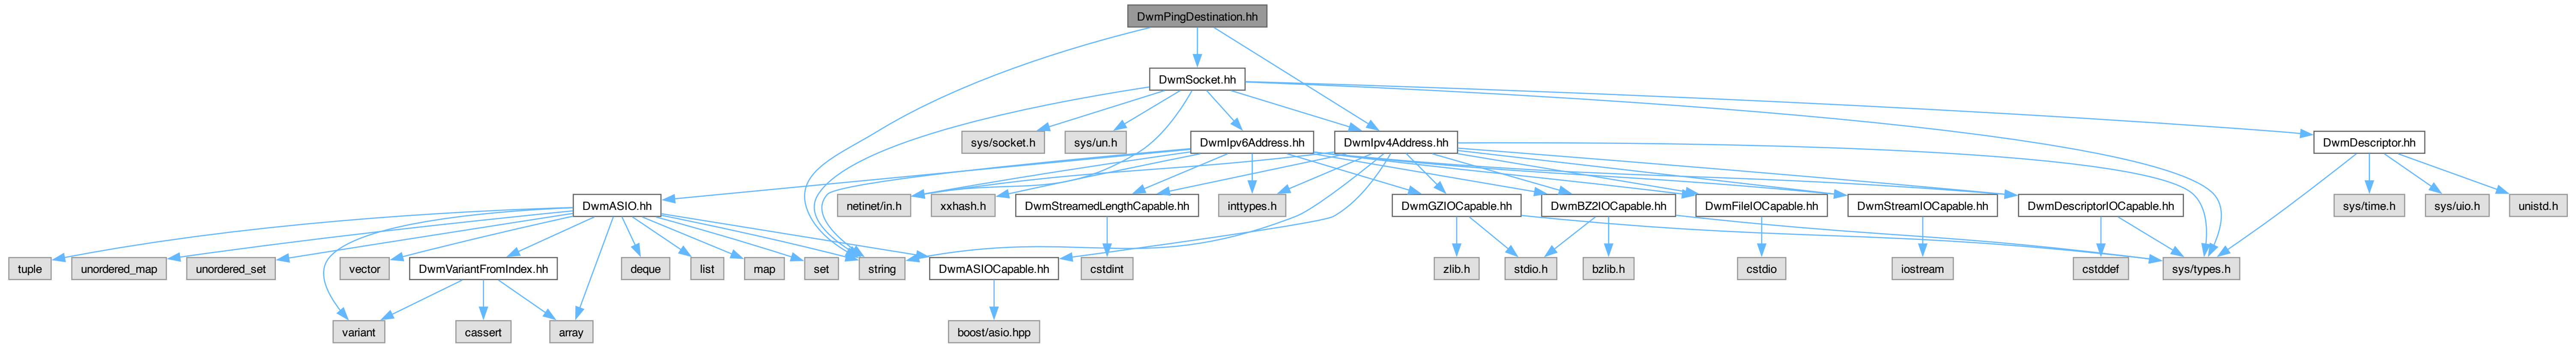 DwmPingDestination.hh
DwmSocket.hh
sys/socket.h
sys/un.h
DwmIpv6Address.hh
DwmIpv4Address.hh
DwmDescriptor.hh
DwmASIO.hh
netinet/in.h
xxhash.h
DwmStreamedLengthCapable.hh
inttypes.h
DwmGZIOCapable.hh
DwmBZ2IOCapable.hh
DwmFileIOCapable.hh
DwmStreamIOCapable.hh
DwmDescriptorIOCapable.hh
sys/time.h
sys/uio.h
unistd.h
tuple
unordered_map
unordered_set
vector
DwmVariantFromIndex.hh
deque
list
map
set
string
DwmASIOCapable.hh
cstdint
zlib.h
stdio.h
bzlib.h
cstdio
iostream
cstddef
sys/types.h
variant
cassert
array
boost/asio.hpp